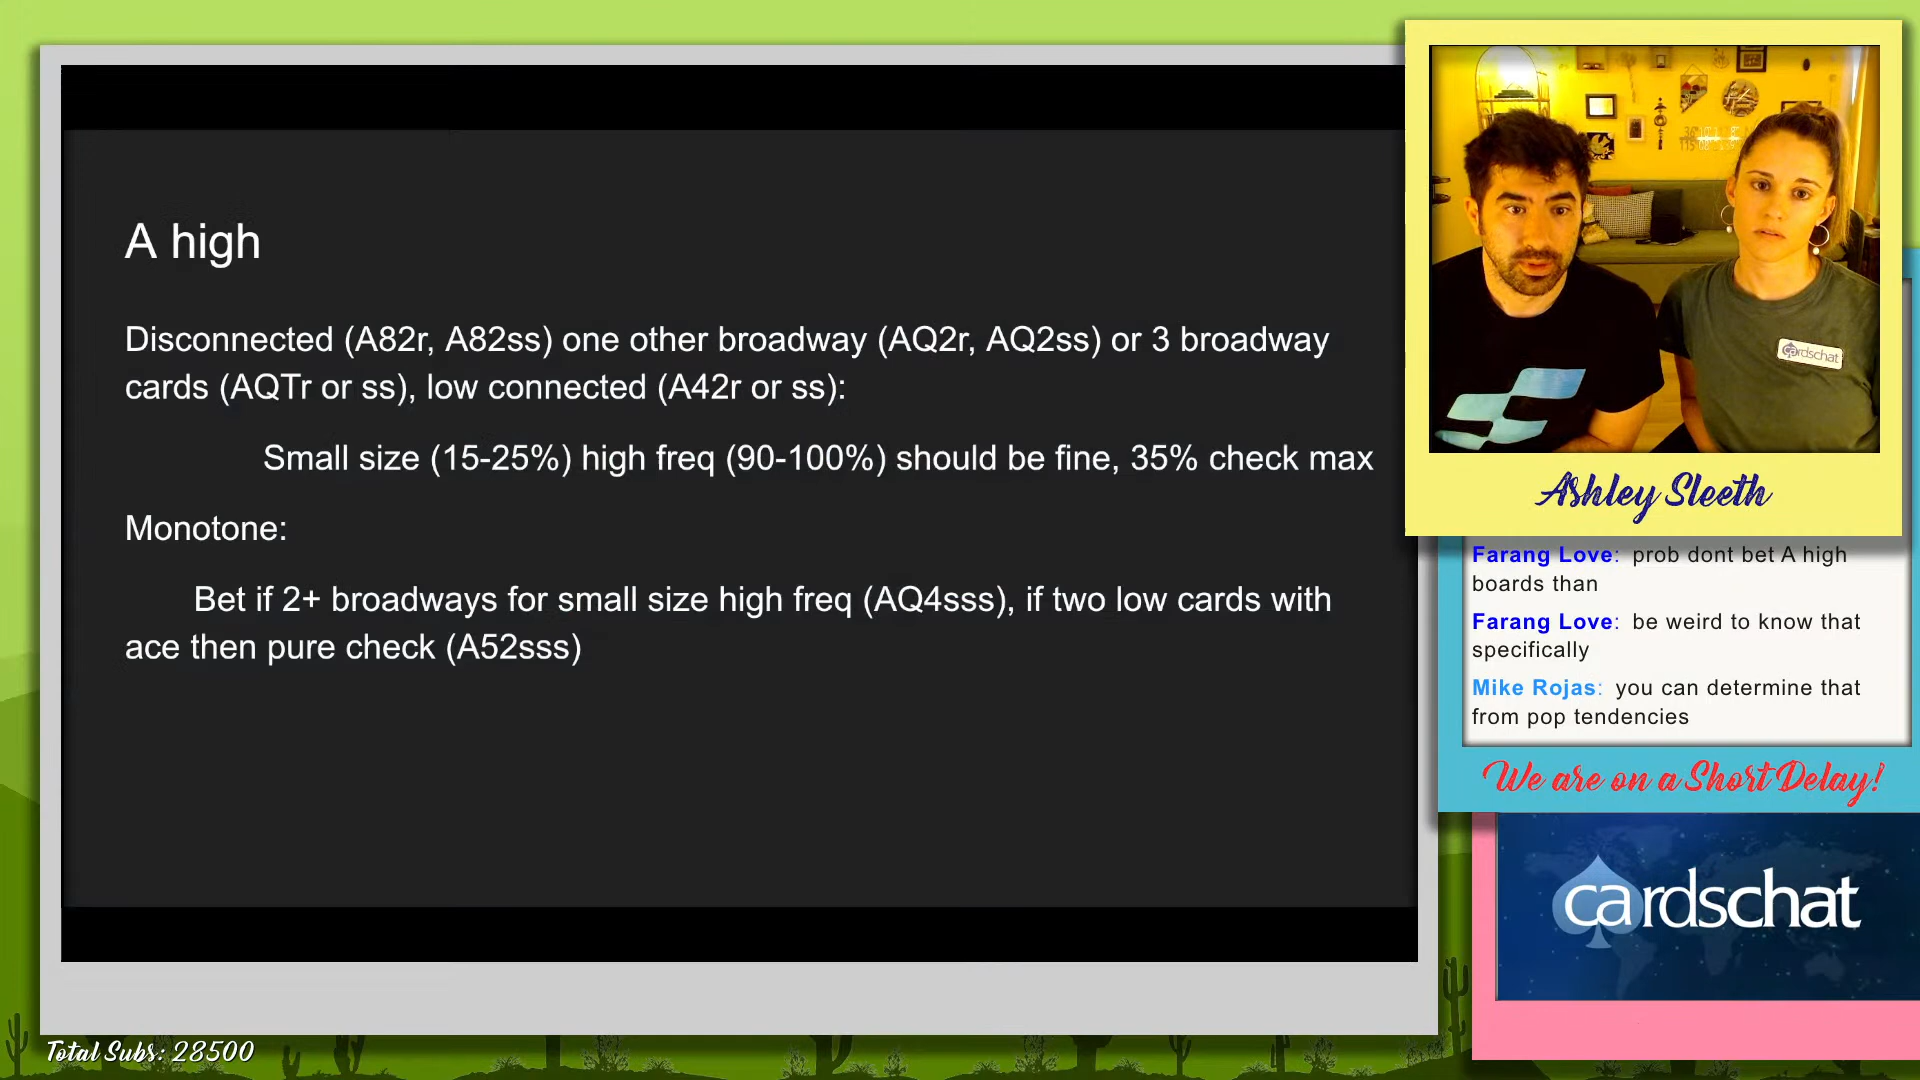 A high
Disconnected (A82r, A82ss) one other broadway (AQ2r, AQ2ss) or 3 broadway
cards (AQTr or ss), low connected (A42r or ss):
Small size (15-25%) high freq (90-100%) should be fine, 35% check max
Monotone:
Bet if 2+ broadways for small size high freq (AQ4sss), if two low cards with
ace then pure check (A52sss)
cardschat
Ashley Sleeth
Farang Love: prob dont bet A high
boards than
Farang Love: be weird to know that
specifically
Mike Rojas: you can determine that
from pop tendencies
We are on a Short Delay!
cardschat
Total Subs: 28500